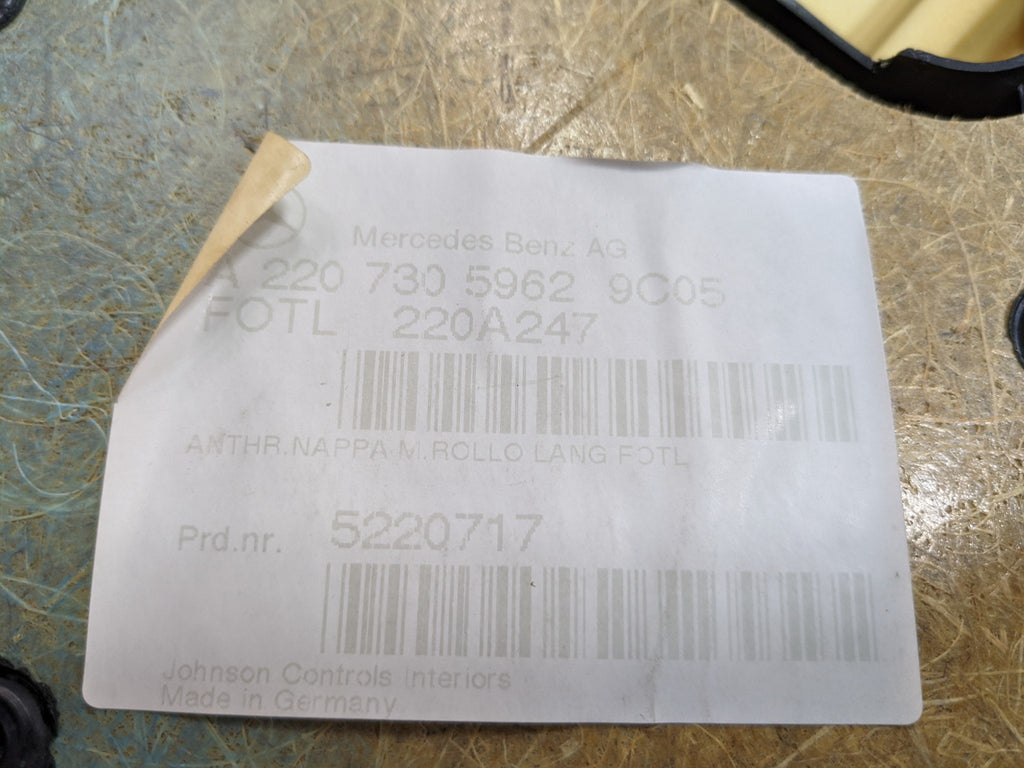 Mercedes Benz AG
A 220 730 5962 9C05
FOTL 220A247
ANTHR.NAPPA M.ROLLO LANG FOTL
Prd.nr. 5220717
Johnson Controls Interiors
Made in Germany